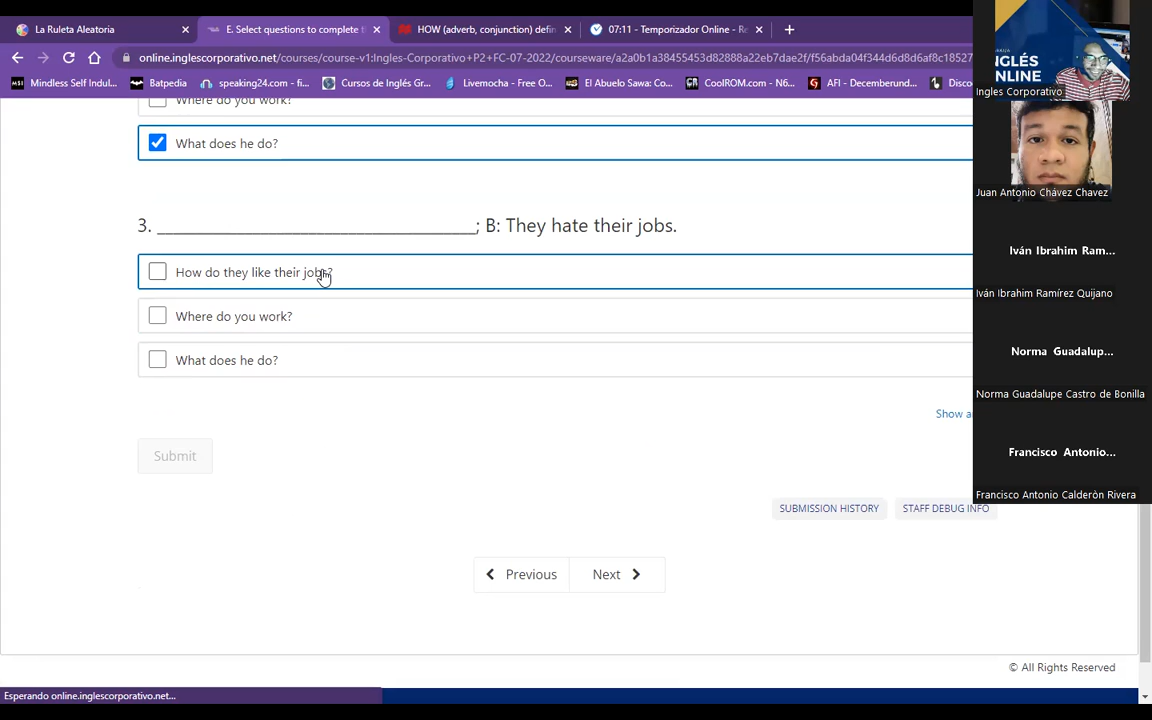 La Ruleta Aleatoria
E. Select questions to complete t
HOW (adverb, conjunction) defin
07:11 - Temporizador Online - Re
online.inglescorporativo.net/courses/course-v1:Ingles-Corporativo+P2+FC-07-2022/courseware/a2a0b1a38455453d82888a22eb7dae2f/f56abda04f344d6d8d6af8c18527
Mindless Self Indul...
Batpedia
speaking24.com - fi...
Cursos de Inglés Gr...
Livemocha - Free O...
El Abuelo Sawa: Co...
CoolROM.com - N6...
AFI - Decemberund...
Disco
Where do you work?
What does he do?
3. ____________________________________; B: They hate their jobs.
How do they like their jobs?
Where do you work?
What does he do?
Show a
Submit
SUBMISSION HISTORY
STAFF DEBUG INFO
Previous
Next
© All Rights Reserved
Esperando online.inglescorporativo.net...
NGLÉS
ONLINE
Ingles Corporativo
Juan Antonio Chávez Chavez
Iván Ibrahim Ram...
Iván Ibrahim Ramírez Quijano
Norma Guadalup...
Norma Guadalupe Castro de Bonilla
Francisco Antonio...
Francisco Antonio Calderòn Rivera